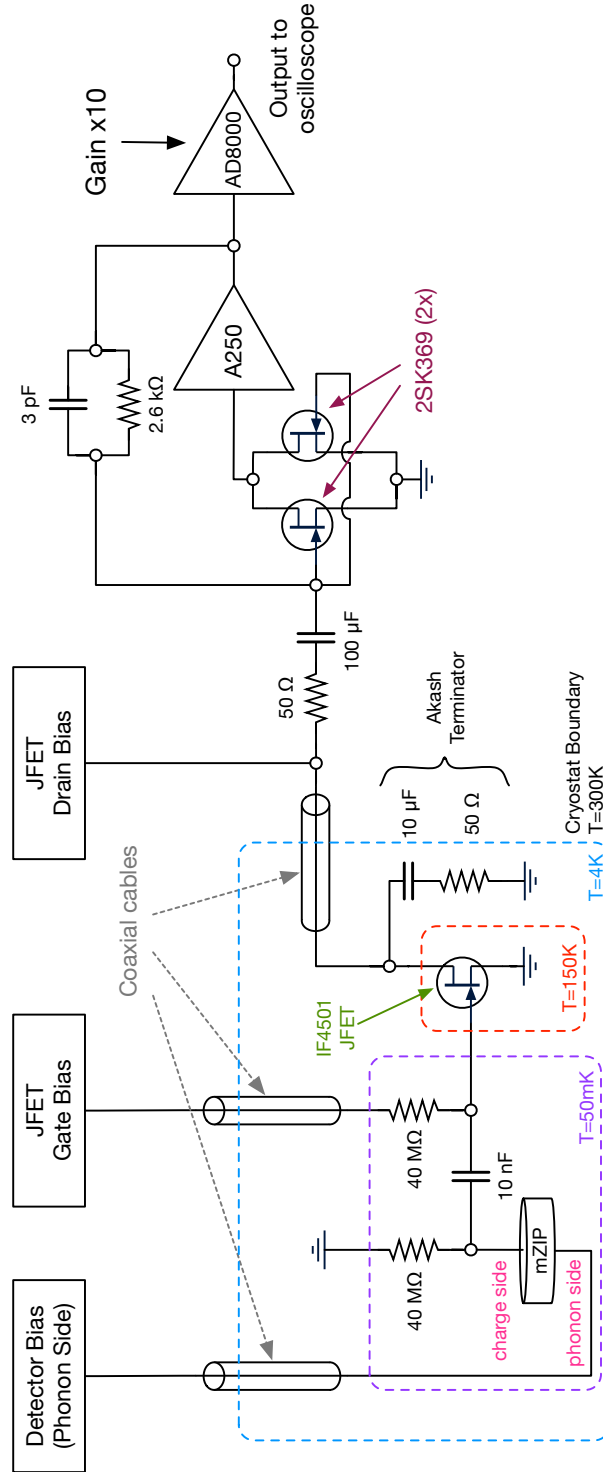 Detector Bias
(Phonon Side)
JFET
Gate Bias
JFET
Drain Bias
Coaxial cables
3 pF
2.6 kΩ
Gain x10
A250
AD8000
Output to
oscilloscope
2SK369 (2x)
50 Ω
100 µF
Akash
Terminator
10 µF
50 Ω
IF4501
JFET
40 MΩ
40 MΩ
10 nF
charge side
mZIP
phonon side
T=50mK
T=150K
T=4K
Cryostat Boundary
T=300K